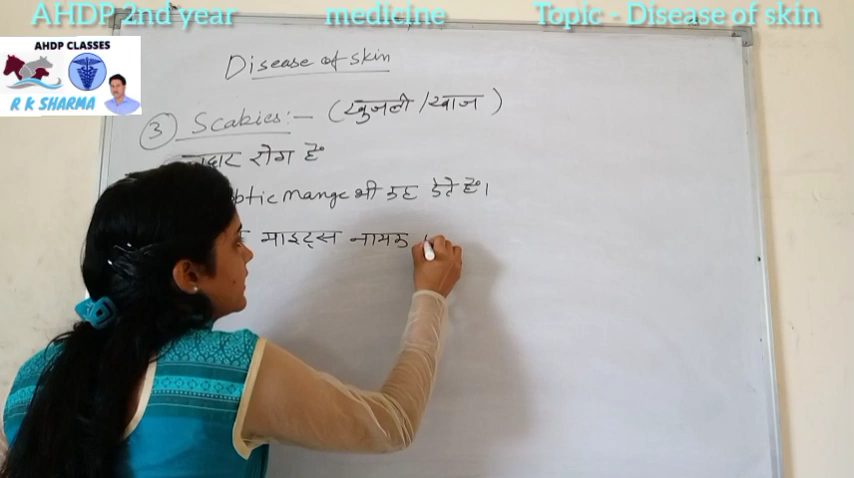 AHDP 2nd year medicine Topic - Disease of skin
AHDP CLASSES
R K SHARMA
Disease of skin
③ Scabies:- (खुजली /खाज )
रोग है
ptic Mange भी कह देते हैं।
माइट्स नामक